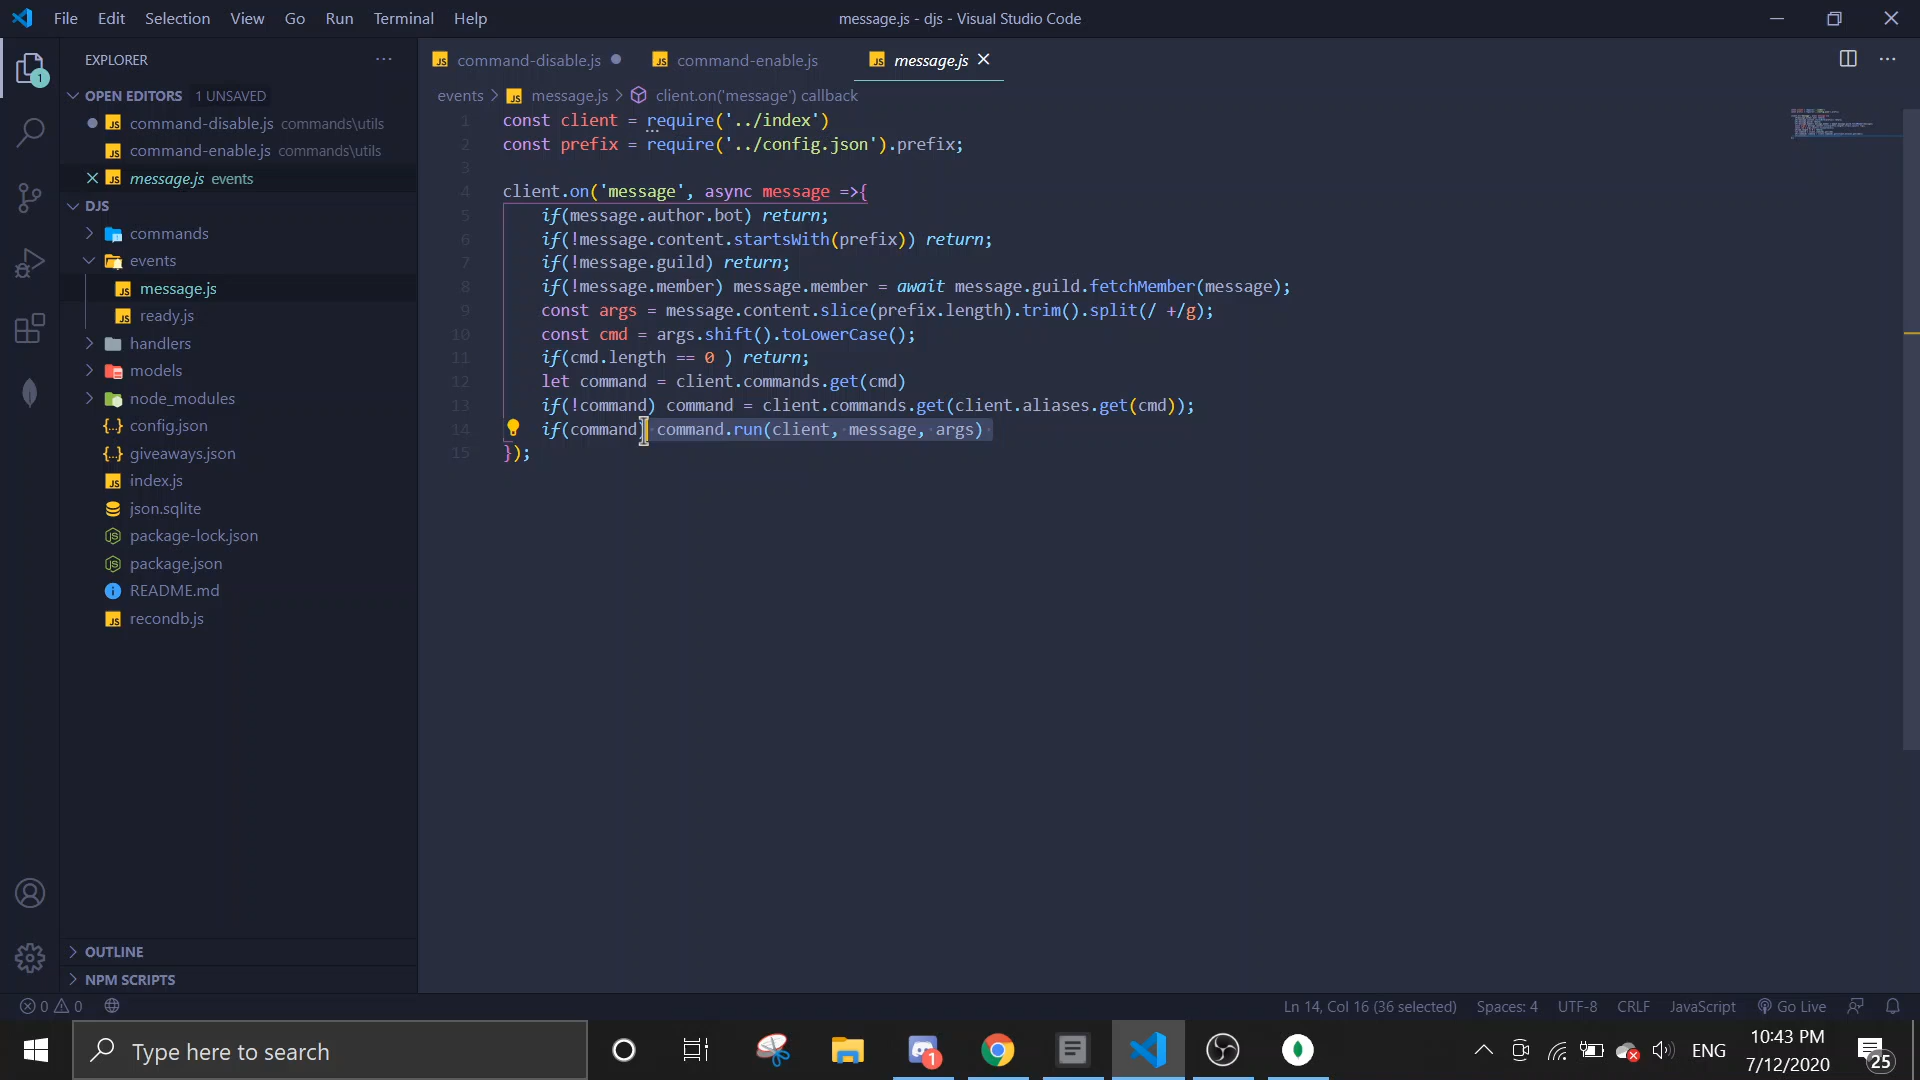 File Edit Selection View Go Run Terminal Help
message.js - djs - Visual Studio Code
EXPLORER
OPEN EDITORS 1 UNSAVED
command-disable.js commands\utils
command-enable.js commands\utils
message.js events
DJS
commands
events
message.js
ready.js
handlers
models
node_modules
config.json
giveaways.json
index.js
json.sqlite
package-lock.json
package.json
README.md
recondb.js
OUTLINE
NPM SCRIPTS
command-disable.js command-enable.js message.js
events > message.js > client.on('message') callback
1 const client = require('../index')
2 const prefix = require('../config.json').prefix;
3
4 client.on('message', async message =>{
5 if(message.author.bot) return;
6 if(!message.content.startsWith(prefix)) return;
7 if(!message.guild) return;
8 if(!message.member) message.member = await message.guild.fetchMember(message);
9 const args = message.content.slice(prefix.length).trim().split(/ +/g);
10 const cmd = args.shift().toLowerCase();
11 if(cmd.length == 0 ) return;
12 let command = client.commands.get(cmd)
13 if(!command) command = client.commands.get(client.aliases.get(cmd));
14 if(command) command.run(client, message, args)
15 });
0 0 Ln 14, Col 16 (36 selected) Spaces: 4 UTF-8 CRLF JavaScript Go Live
Type here to search
1
ENG
10:43 PM
7/12/2020
25